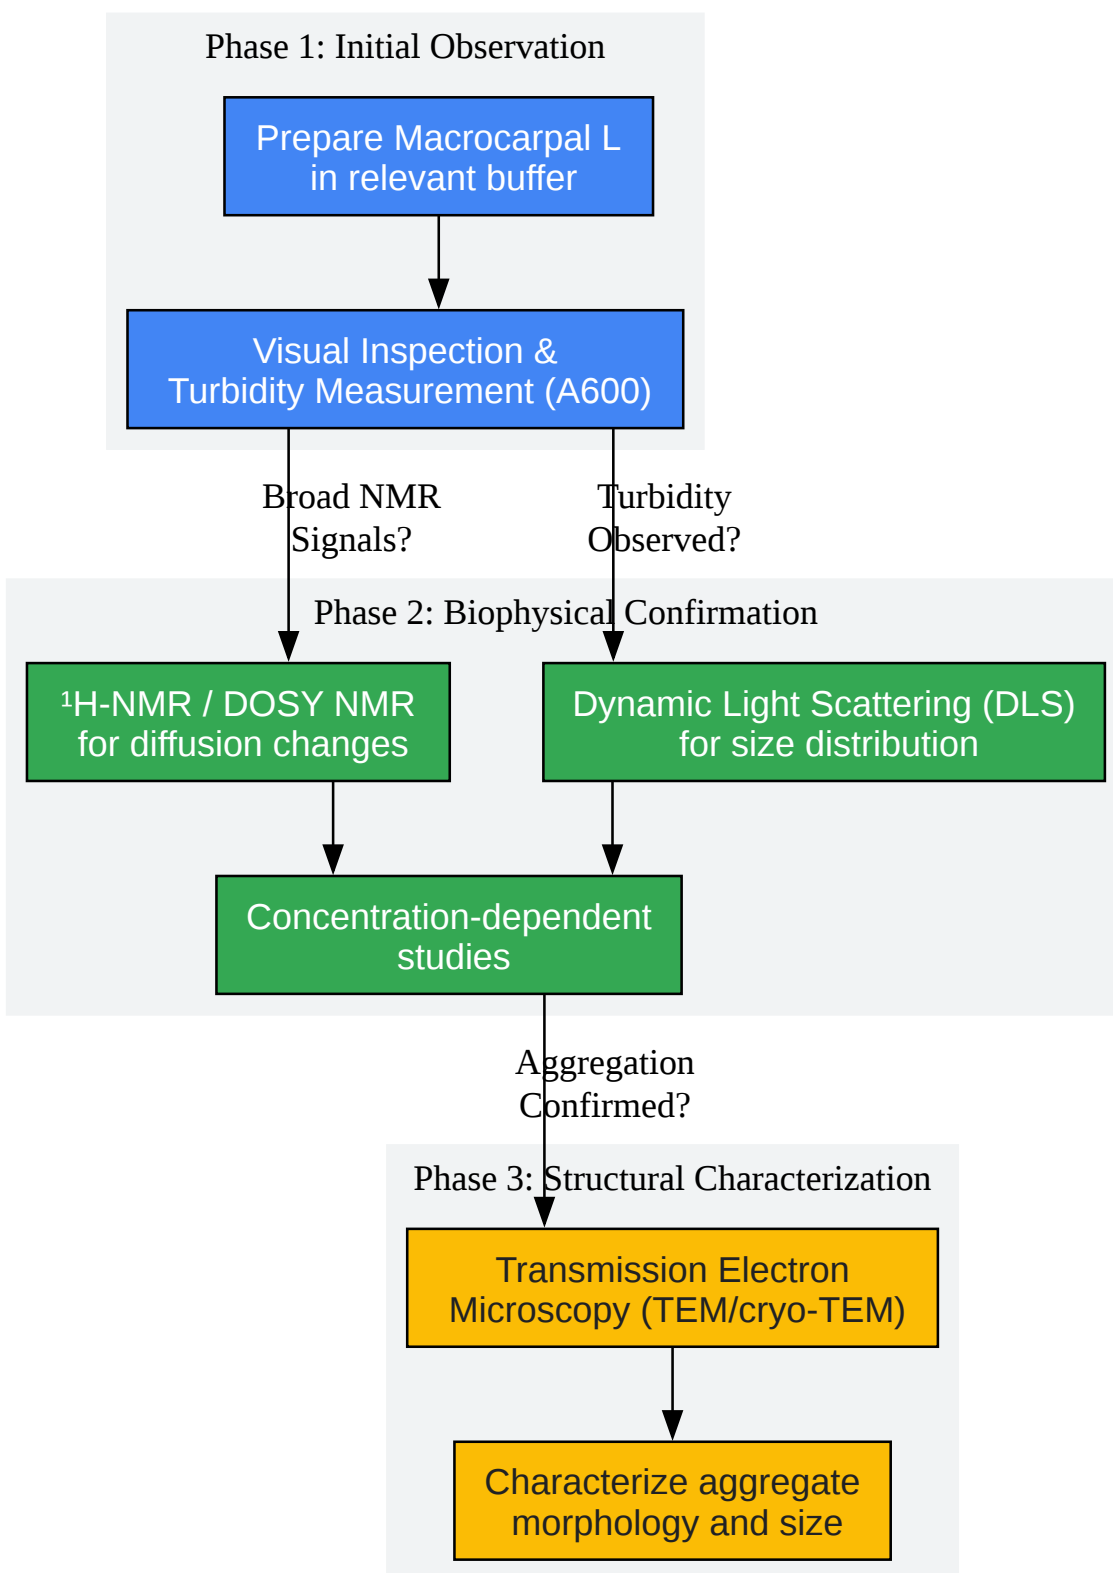 Phase 1: Initial Observation
Prepare Macrocarpal L
in relevant buffer
Visual Inspection &
Turbidity Measurement (A600)
Broad NMR
Signals?
Turbidity
Observed?
Phase 2: Biophysical Confirmation
¹H-NMR / DOSY NMR
for diffusion changes
Dynamic Light Scattering (DLS)
for size distribution
Concentration-dependent
studies
Aggregation
Confirmed?
Phase 3: Structural Characterization
Transmission Electron
Microscopy (TEM/cryo-TEM)
Characterize aggregate
morphology and size